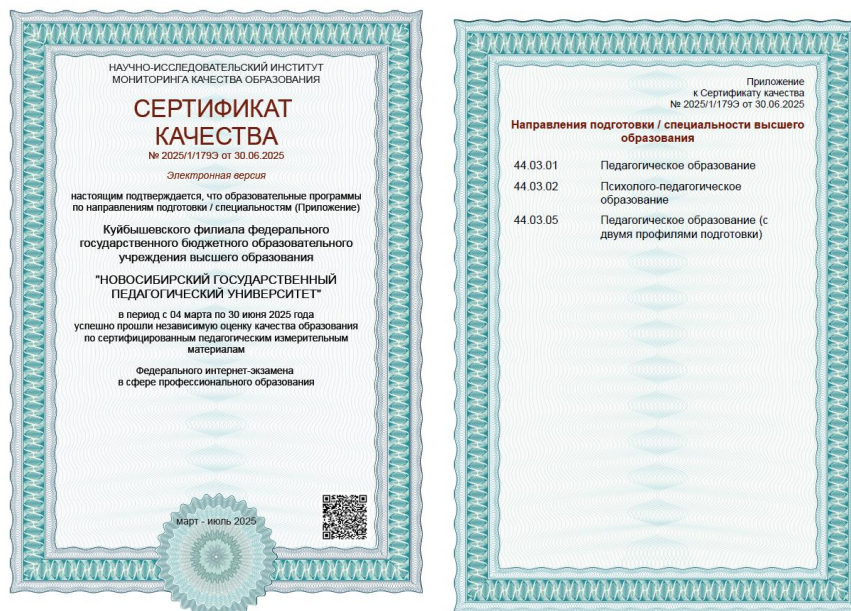 НАУЧНО-ИССЛЕДОВАТЕЛЬСКИЙ ИНСТИТУТ
МОНИТОРИНГА КАЧЕСТВА ОБРАЗОВАНИЯ
СЕРТИФИКАТ
КАЧЕСТВА
№ 2025/1/179Э от 30.06.2025
Электронная версия
настоящим подтверждается, что образовательные программы
по направлениям подготовки / специальностям (Приложение)
Куйбышевского филиала федерального
государственного бюджетного образовательного
учреждения высшего образования
"НОВОСИБИРСКИЙ ГОСУДАРСТВЕННЫЙ
ПЕДАГОГИЧЕСКИЙ УНИВЕРСИТЕТ"
в период с 04 марта по 30 июня 2025 года
успешно прошли независимую оценку качества образования
по сертифицированным педагогическим измерительным
материалам
Федерального интернет-экзамена
в сфере профессионального образования
март - июль 2025
Приложение
к Сертификату качества
№ 2025/1/179Э от 30.06.2025
Направления подготовки / специальности высшего
образования
44.03.01 Педагогическое образование
44.03.02 Психолого-педагогическое
образование
44.03.05 Педагогическое образование (с
двумя профилями подготовки)